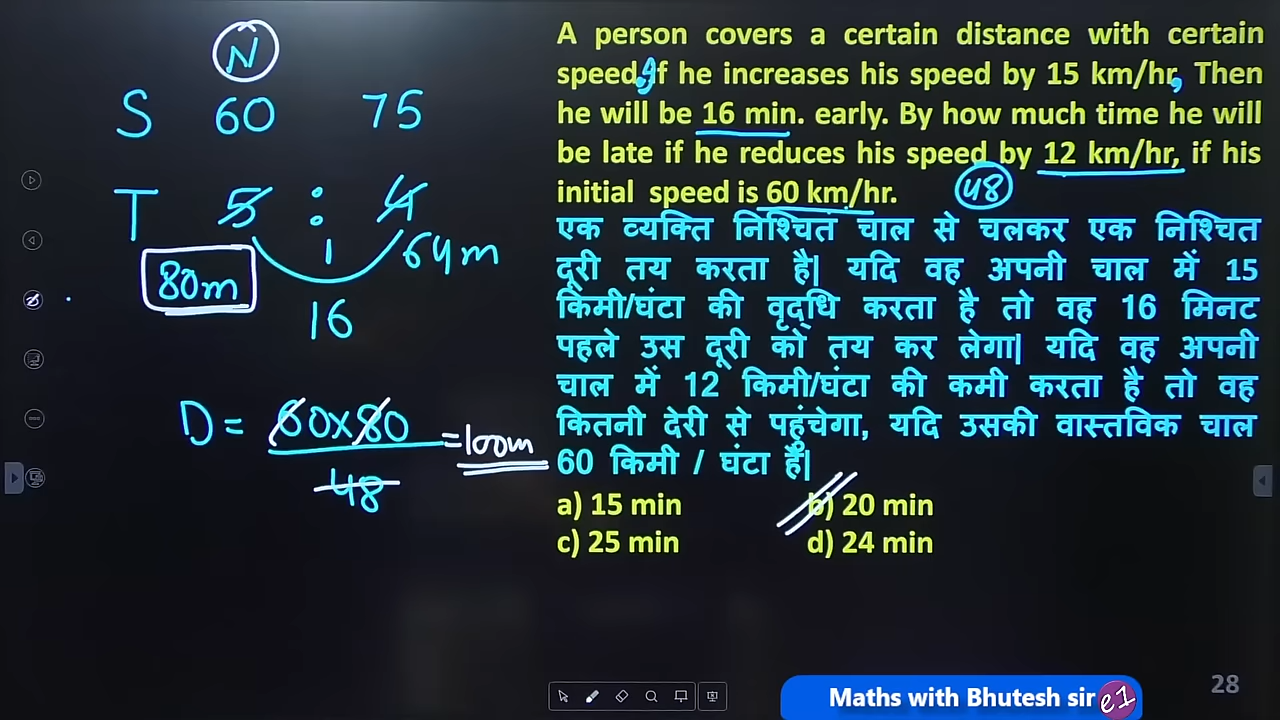 N
S 60 75
T 5 : 4
1
64m
80m
16
D = 60x80 =100m
48
A person covers a certain distance with certain
speed, If he increases his speed by 15 km/hr, Then
he will be 16 min. early. By how much time he will
be late if he reduces his speed by 12 km/hr, if his
initial speed is 60 km/hr.
48
एक व्यक्ति निश्चित चाल से चलकर एक निश्चित
दूरी तय करता है| यदि वह अपनी चाल में 15
किमी/घंटा की वृद्धि करता है तो वह 16 मिनट
पहले उस दूरी को तय कर लेगा| यदि वह अपनी
चाल में 12 किमी/घंटा की कमी करता है तो वह
कितनी देरी से पहुंचेगा, यदि उसकी वास्तविक चाल
60 किमी / घंटा है|
a) 15 min b) 20 min
c) 25 min d) 24 min
28
Maths with Bhutesh sir e1